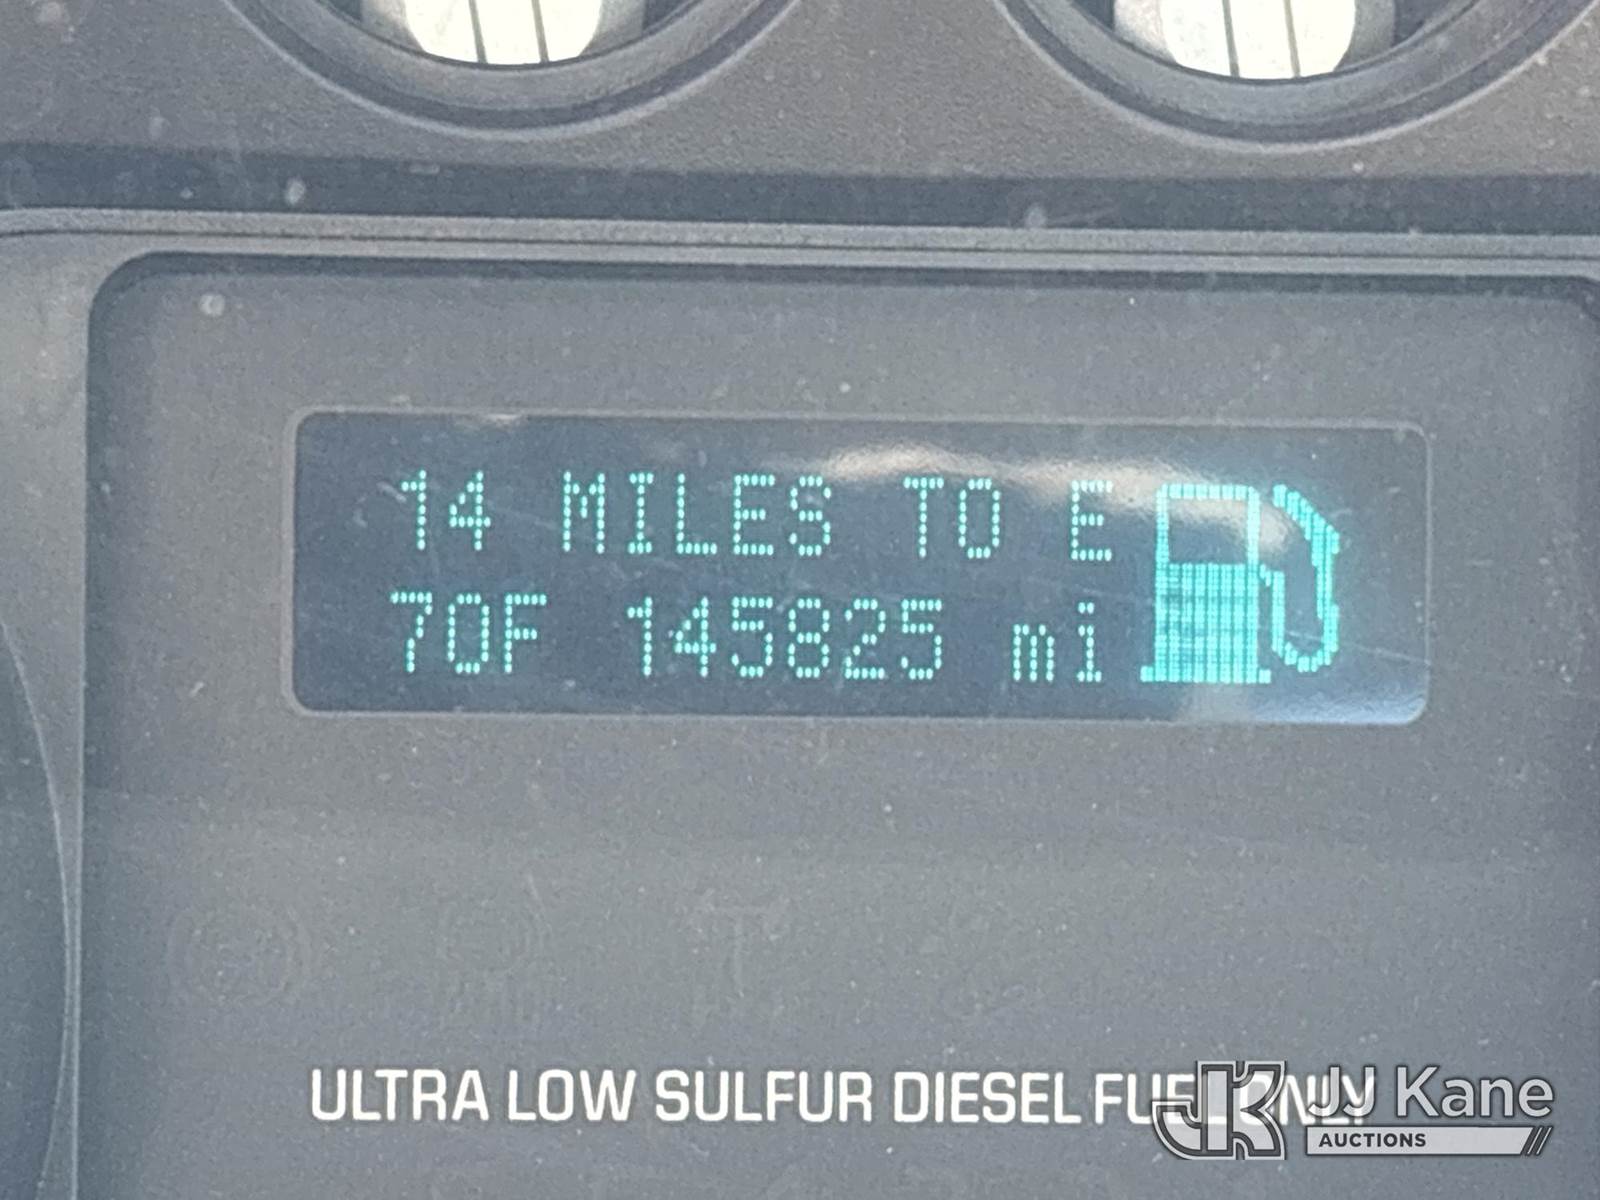 14 MILES TO E
70F 145825 mi
ULTRA LOW SULFUR DIESEL FUEL ONLY
JJ Kane
AUCTIONS